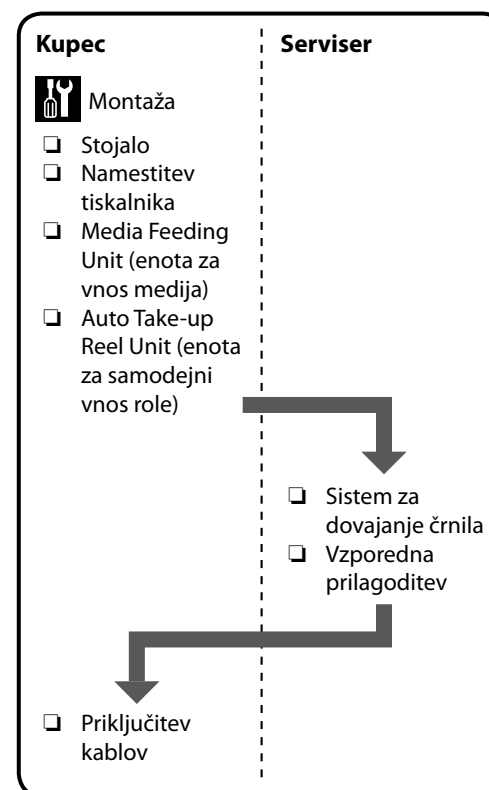 Kupec
Serviser
Montaža
❏ Stojalo
❏ Namestitev
tiskalnika
❏ Media Feeding
Unit (enota za
vnos medija)
❏ Auto Take-up
Reel Unit (enota
za samodejni
vnos role)
❏ Sistem za
dovajanje črnila
❏ Vzporedna
prilagoditev
❏ Priključitev
kablov